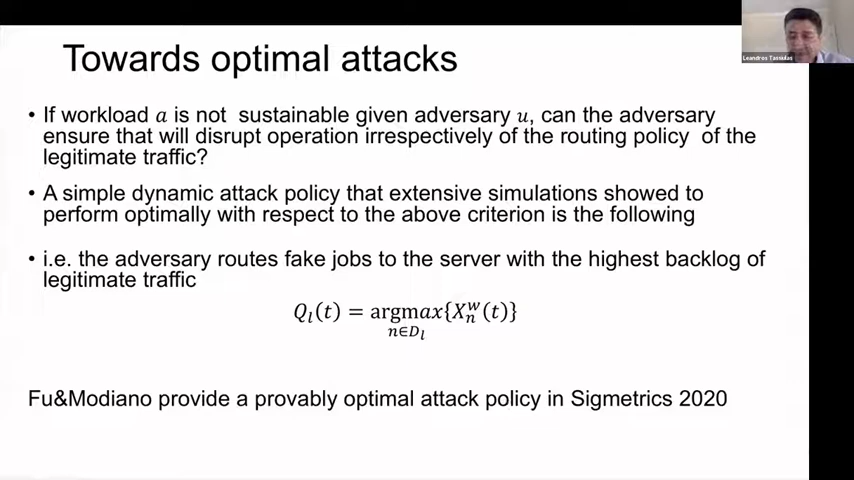 Towards optimal attacks
Leandros Tassiulas
• If workload a is not sustainable given adversary u, can the adversary
ensure that will disrupt operation irrespectively of the routing policy of the
legitimate traffic?
• A simple dynamic attack policy that extensive simulations showed to
perform optimally with respect to the above criterion is the following
• i.e. the adversary routes fake jobs to the server with the highest backlog of
legitimate traffic
Q_l(t) = argmax{X_n^w(t)}
n∈D_l
Fu&Modiano provide a provably optimal attack policy in Sigmetrics 2020